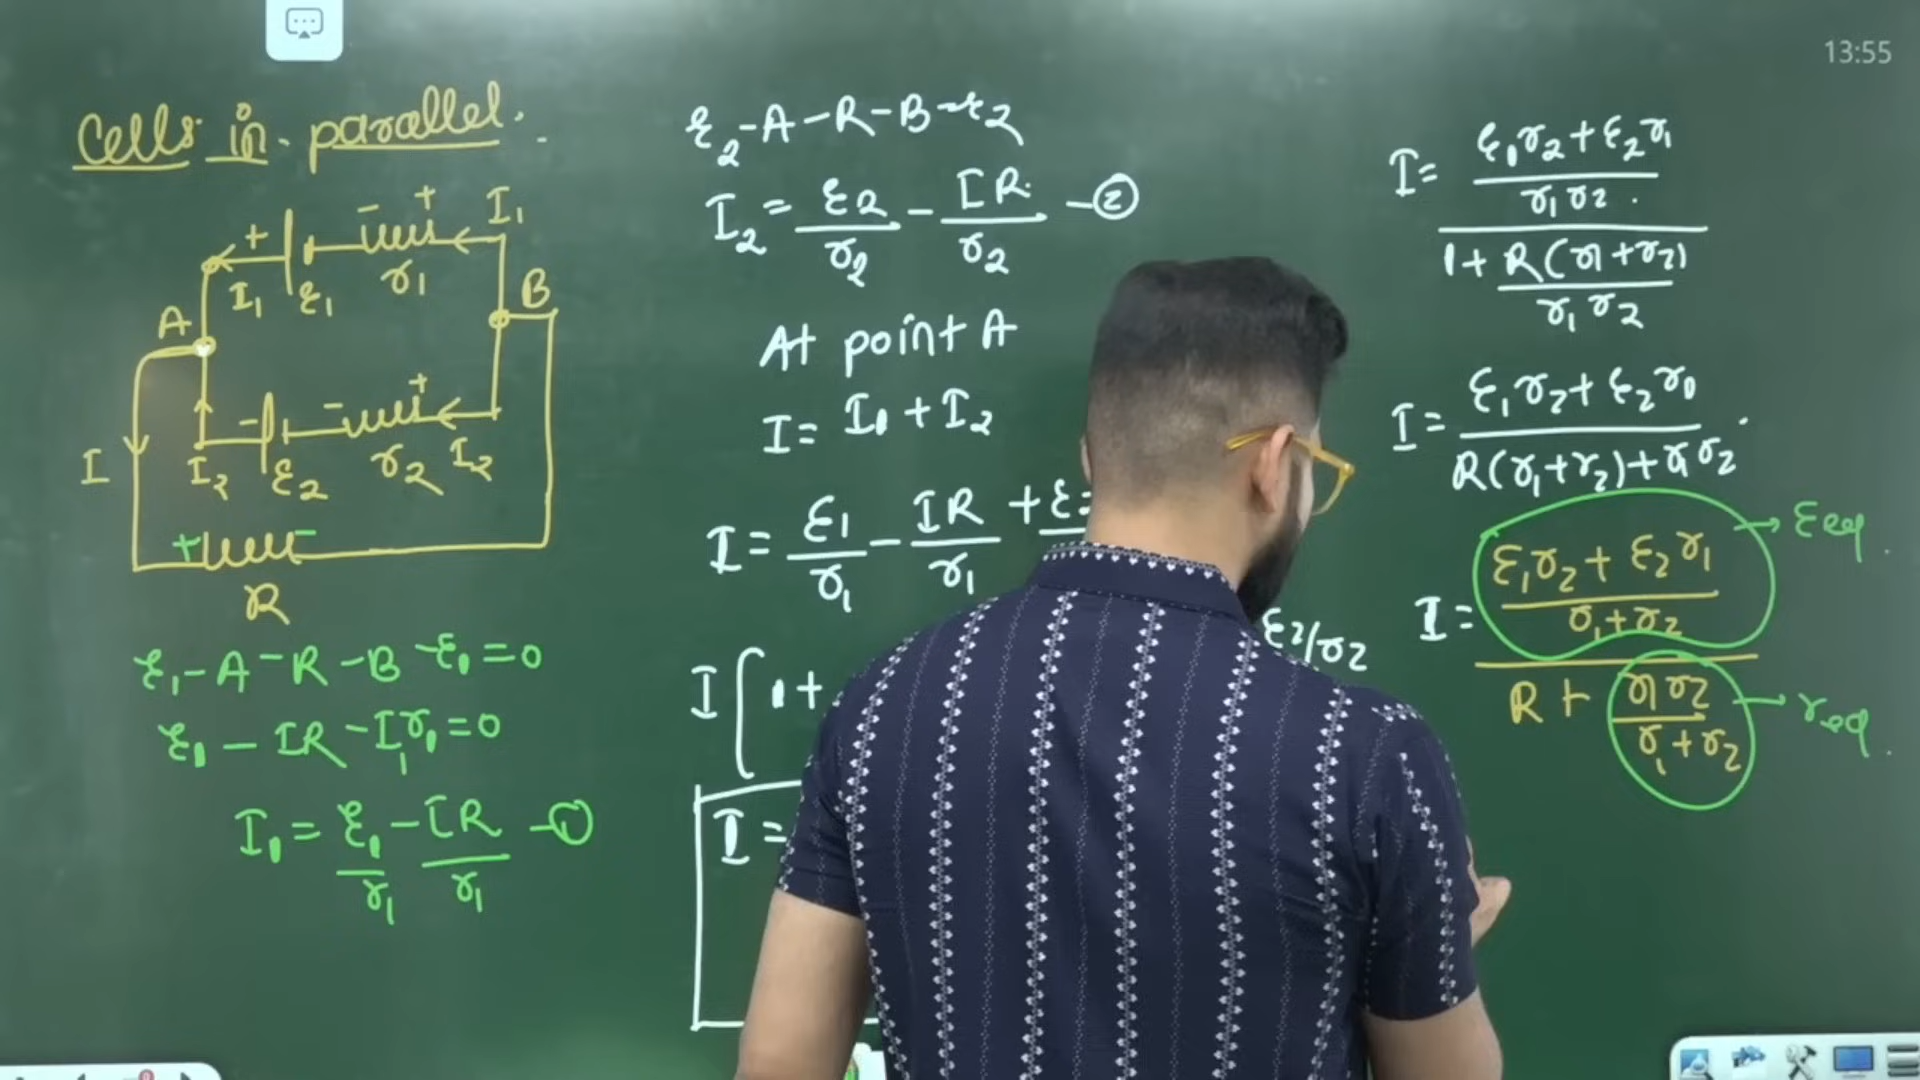 13:55
Cells in parallel.
- + I₁
+
I₁ ε₁ r₁ B
A
- - +
I I₂ ε₂ r₂ I₂
+ -
R
ε₁-A-R-B-ε₁=0
ε₁-IR-I₁r₁=0
I₁ = ε₁/r₁ - IR/r₁ -①
ε₂-A-R-B-ε₂
I₂ = ε₂/r₂ - IR/r₂ -②
At point A
I = I₁ + I₂
I = ε₁/r₁ - IR/r₁ +
I [1+ ε₂/r₂
I =
I = (ε₁r₂+ε₂r₁)/(r₁r₂) / (1+R(r₁+r₂)/(r₁r₂))
I = (ε₁r₂+ε₂r₁)/(R(r₁+r₂)+r₁r₂)
I = (ε₁r₂+ε₂r₁)/(r₁+r₂) / (R+r₁r₂/(r₁+r₂))
→ εeq.
→ req.